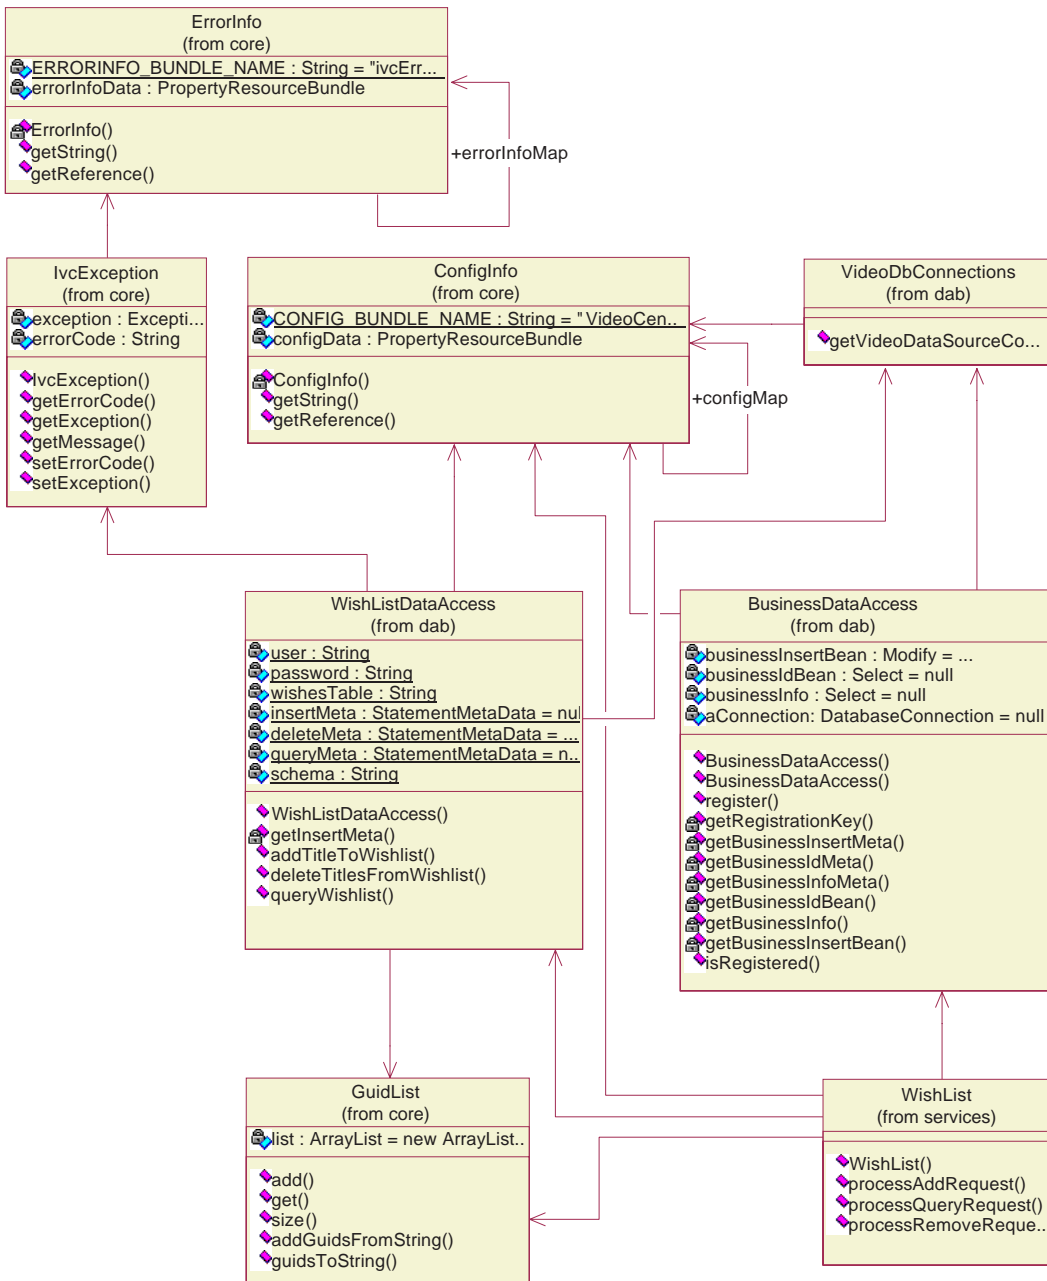 ErrorInfo
(from core)
ERRORINFO_BUNDLE_NAME : String = "ivcErr...
errorInfoData : PropertyResourceBundle
ErrorInfo()
getString()
getReference()
+errorInfoMap
IvcException
(from core)
exception : Excepti...
errorCode : String
IvcException()
getErrorCode()
getException()
getMessage()
setErrorCode()
setException()
ConfigInfo
(from core)
CONFIG_BUNDLE_NAME : String = "VideoCen..
configData : PropertyResourceBundle
ConfigInfo()
getString()
getReference()
+configMap
VideoDbConnections
(from dab)
getVideoDataSourceCo...
WishListDataAccess
(from dab)
user : String
password : String
wishesTable : String
insertMeta : StatementMetaData = nul
deleteMeta : StatementMetaData = ...
queryMeta : StatementMetaData = n..
schema : String
WishListDataAccess()
getInsertMeta()
addTitleToWishlist()
deleteTitlesFromWishlist()
queryWishlist()
BusinessDataAccess
(from dab)
businessInsertBean : Modify = ...
businessIdBean : Select = null
businessInfo : Select = null
aConnection: DatabaseConnection = null
BusinessDataAccess()
BusinessDataAccess()
register()
getRegistrationKey()
getBusinessInsertMeta()
getBusinessIdMeta()
getBusinessInfoMeta()
getBusinessIdBean()
getBusinessInfo()
getBusinessInsertBean()
isRegistered()
GuidList
(from core)
list : ArrayList = new ArrayList..
add()
get()
size()
addGuidsFromString()
guidsToString()
WishList
(from services)
WishList()
processAddRequest()
processQueryRequest()
processRemoveReque...